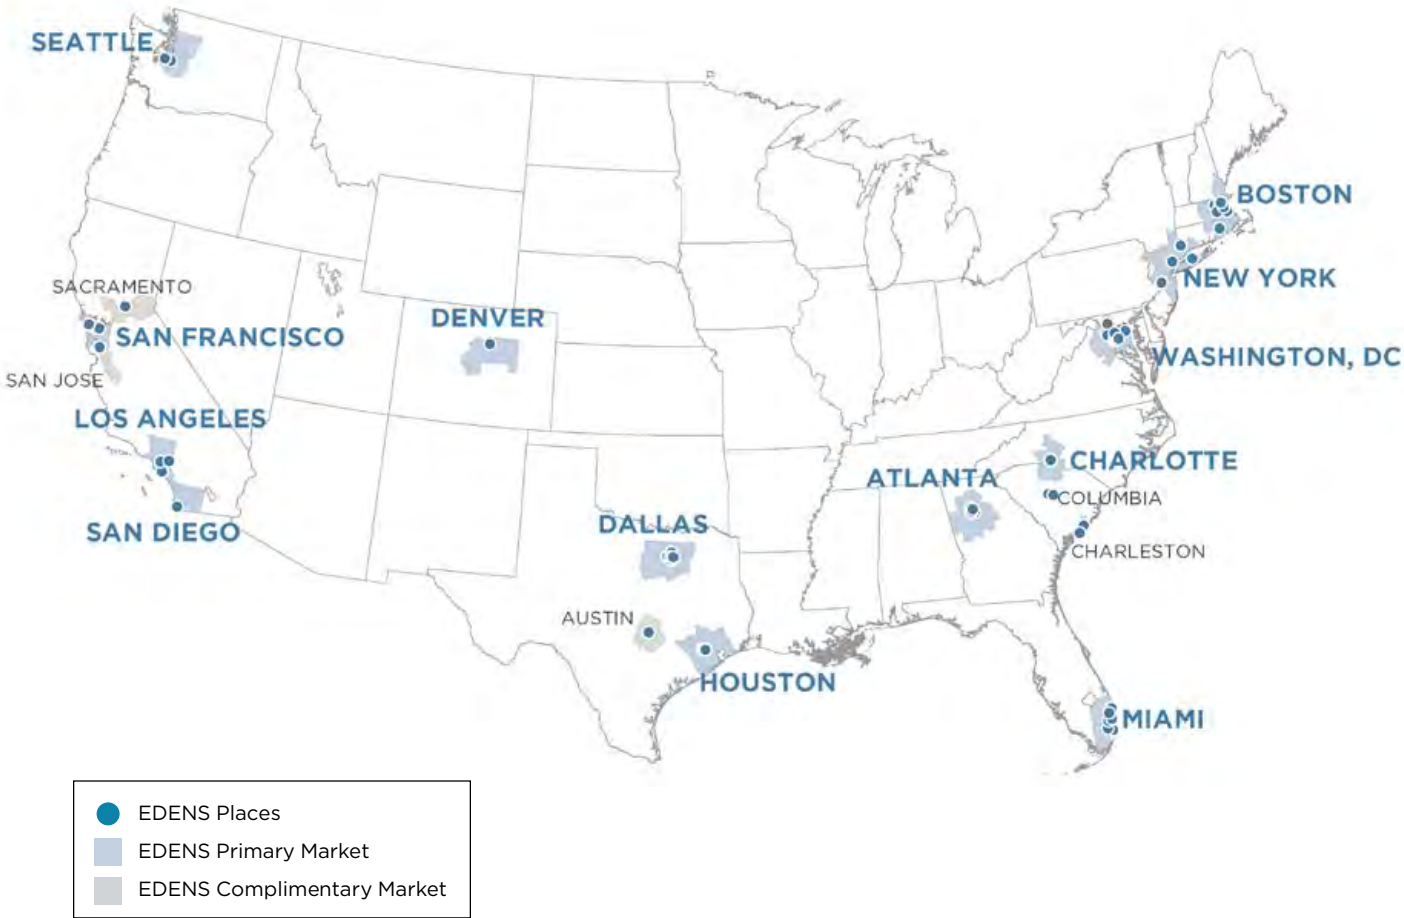 SEATTLE
BOSTON
NEW YORK
SACRAMENTO
DENVER
SAN FRANCISCO
WASHINGTON, DC
SAN JOSE
LOS ANGELES
CHARLOTTE
ATLANTA
COLUMBIA
DALLAS
SAN DIEGO
CHARLESTON
AUSTIN
HOUSTON
MIAMI
EDENS Places
EDENS Primary Market
EDENS Complimentary Market